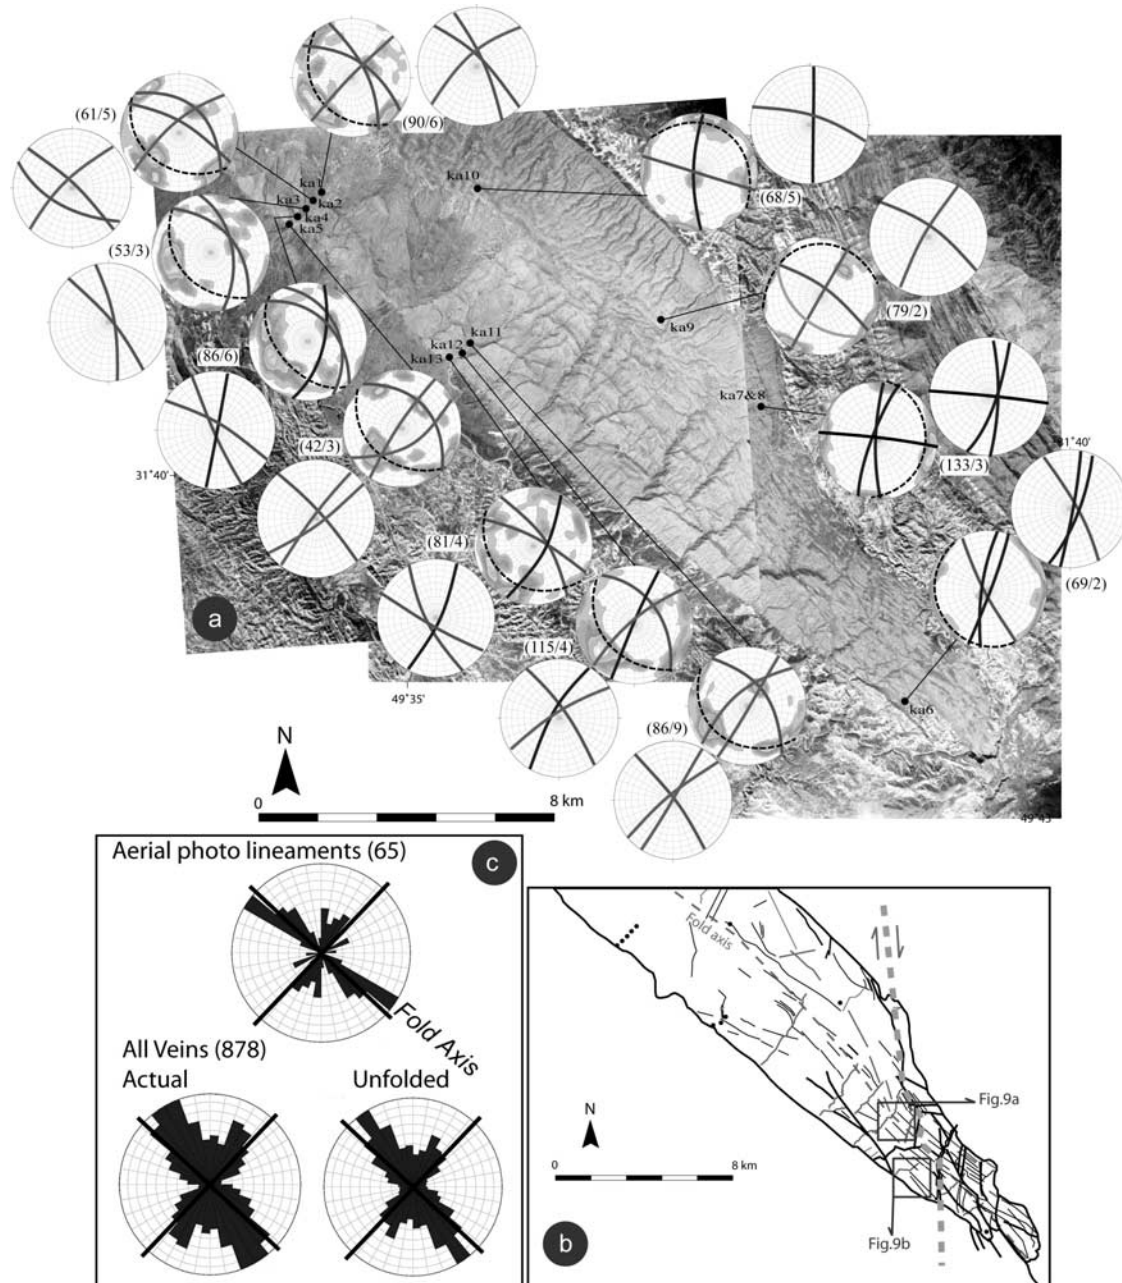 (61/5)
(90/6)
ka1
ka10
ka3
ka2
ka4
ka5
(68/5)
(53/3)
(79/2)
ka11
ka9
ka12
ka13
(86/6)
ka7&8
(42/3)
(133/3)
31°40'
31°40'
(81/4)
(69/2)
a
49°35'
(115/4)
ka6
(86/9)
N
0
8 km
49°45'
Aerial photo lineaments (65)
c
Fold Axis
All Veins (878)
Actual
Unfolded
Fold axis
Fig.9a
N
0
8 km
b
Fig.9b